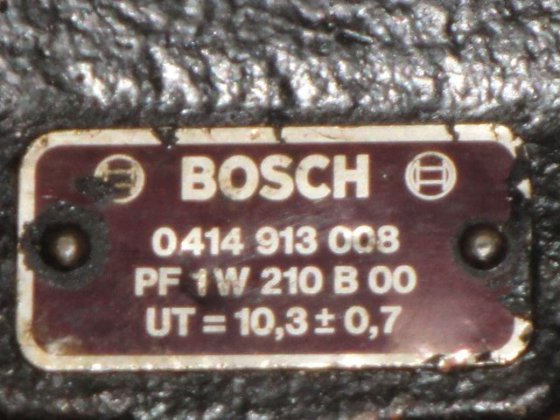 BOSCH
0414 913 008
PF 1W 210 B 00
UT = 10,3 ± 0,7